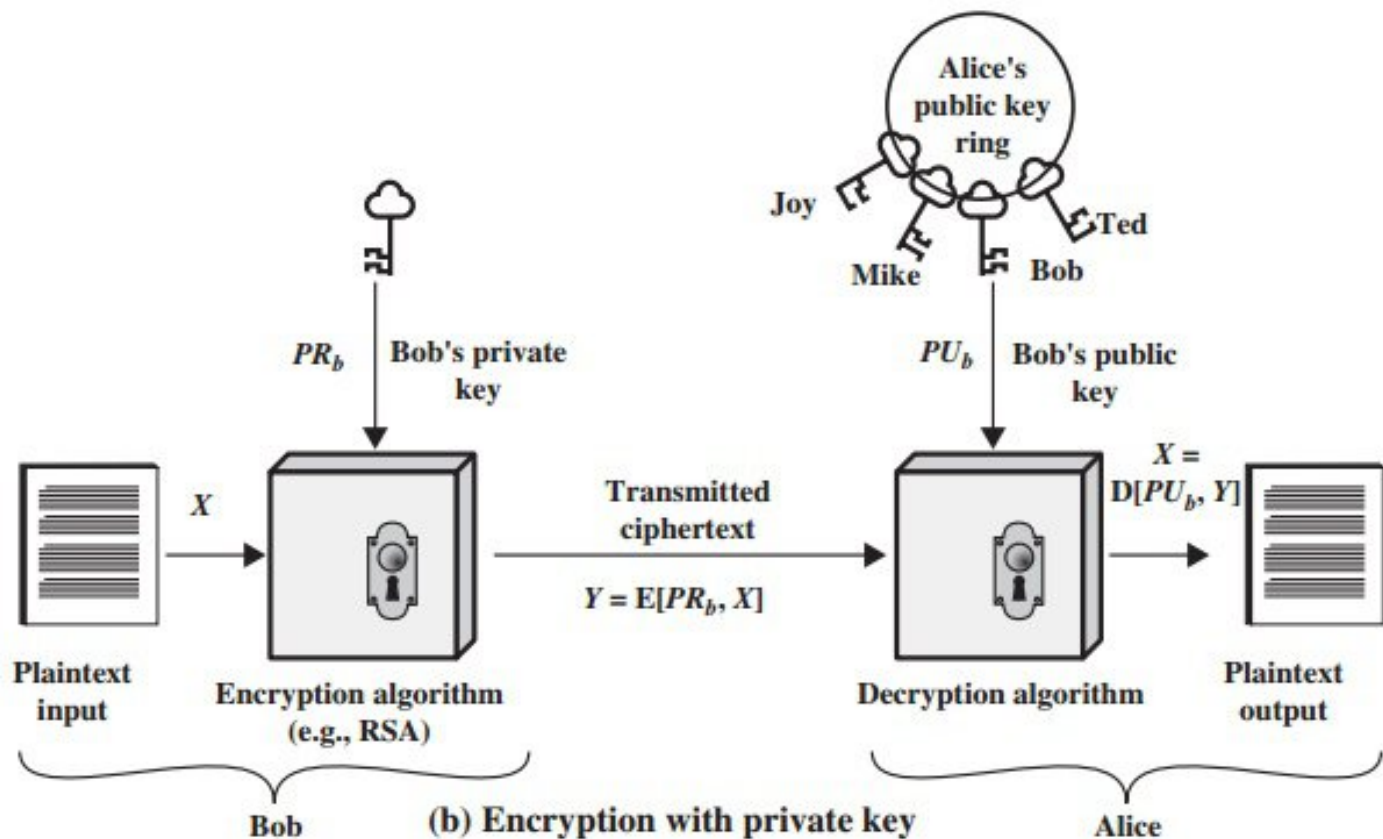 Alice's
public key
ring
Joy
Ted
Mike
Bob
PR_b
Bob's private
key
PU_b
Bob's public
key
X
Transmitted
ciphertext
X =
D[PU_b, Y]
Y = E[PR_b, X]
Plaintext
input
Encryption algorithm
(e.g., RSA)
Decryption algorithm
Plaintext
output
Bob
(b) Encryption with private key
Alice